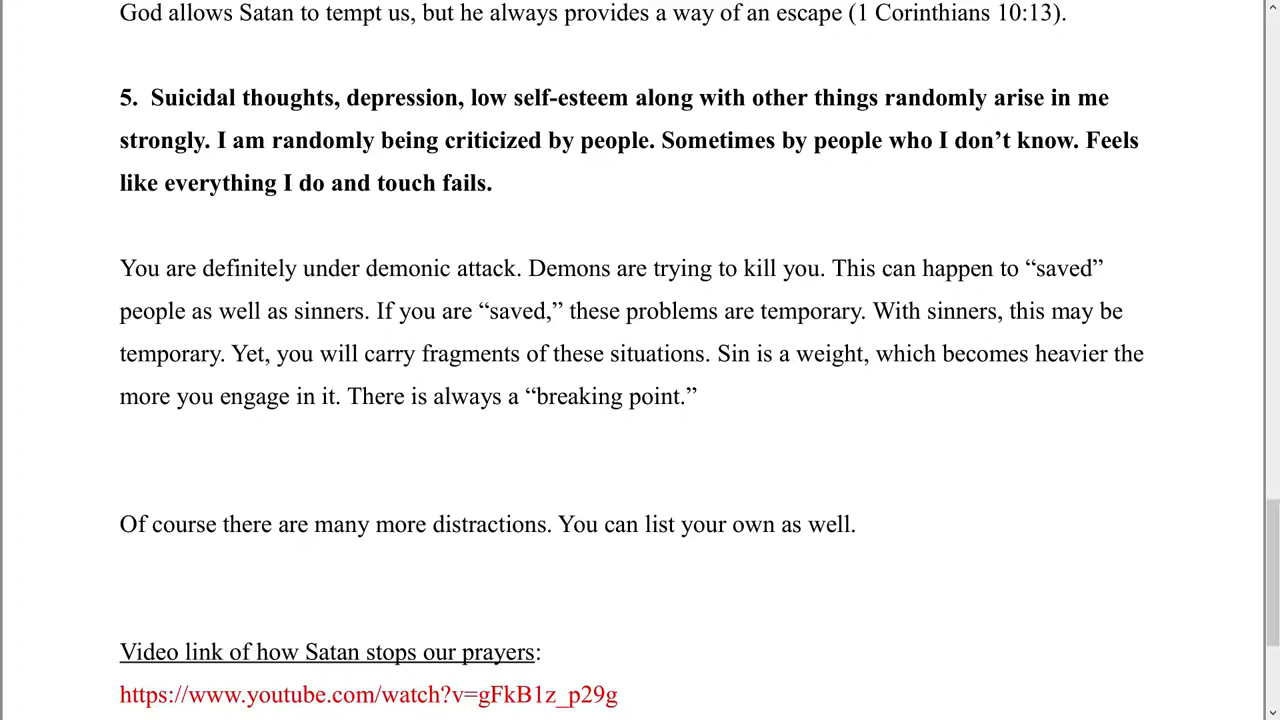 God allows Satan to tempt us, but he always provides a way of an escape (1 Corinthians 10:13).
5.  Suicidal thoughts, depression, low self-esteem along with other things randomly arise in me
strongly. I am randomly being criticized by people. Sometimes by people who I don’t know. Feels
like everything I do and touch fails.
You are definitely under demonic attack. Demons are trying to kill you. This can happen to “saved”
people as well as sinners. If you are “saved,” these problems are temporary. With sinners, this may be
temporary. Yet, you will carry fragments of these situations. Sin is a weight, which becomes heavier the
more you engage in it. There is always a “breaking point.”
Of course there are many more distractions. You can list your own as well.
Video link of how Satan stops our prayers:
https://www.youtube.com/watch?v=gFkB1z_p29g